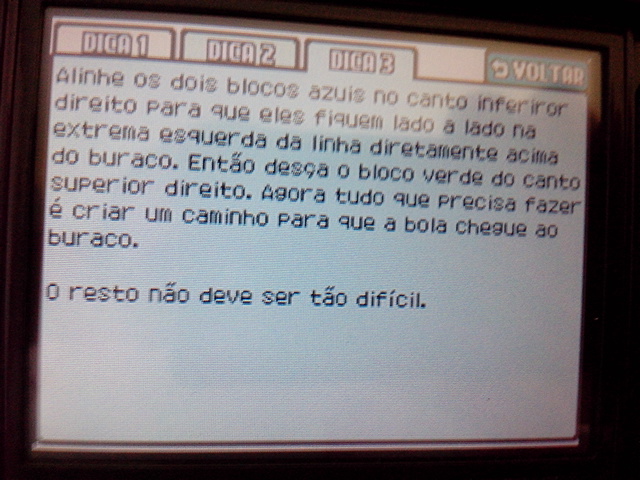 DICA 1 DICA 2 DICA 3 VOLTAR
Alinhe os dois blocos azuis no canto inferiror
direito para que eles fiquem lado a lado na
extrema esquerda da linha diretamente acima
do buraco. Então desça o bloco verde do canto
superior direito. Agora tudo que precisa fazer
é criar um caminho para que a bola chegue ao
buraco.
O resto não deve ser tão difícil.